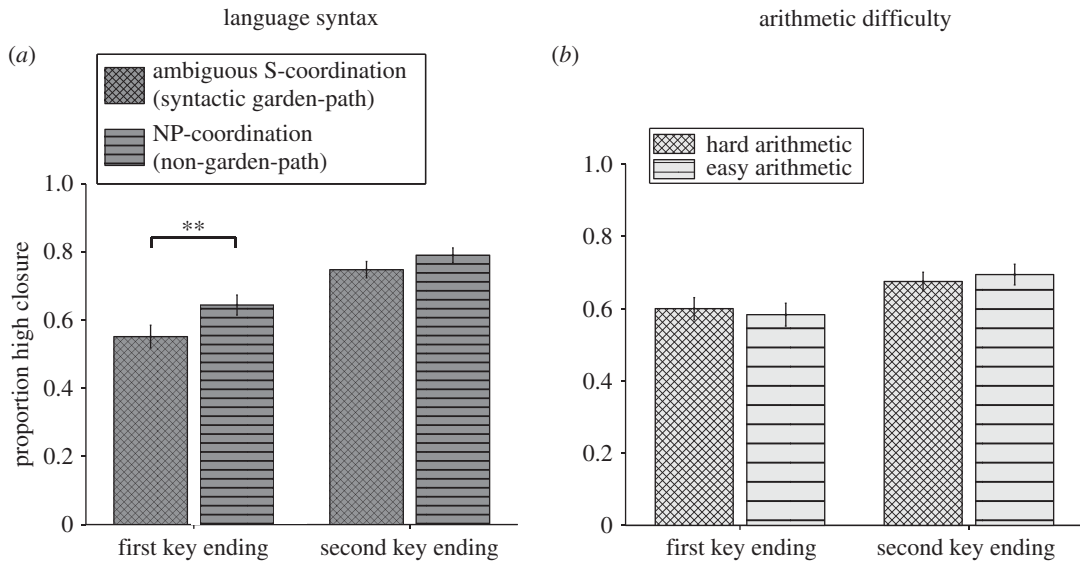 language syntax
arithmetic difficulty
(a)
ambiguous S-coordination
(syntactic garden-path)
NP-coordination
(non-garden-path)
1.0
0.8
0.6
0.4
0.2
0
proportion high closure
**
first key ending
second key ending
(b)
hard arithmetic
easy arithmetic
1.0
0.8
0.6
0.4
0.2
0
first key ending
second key ending